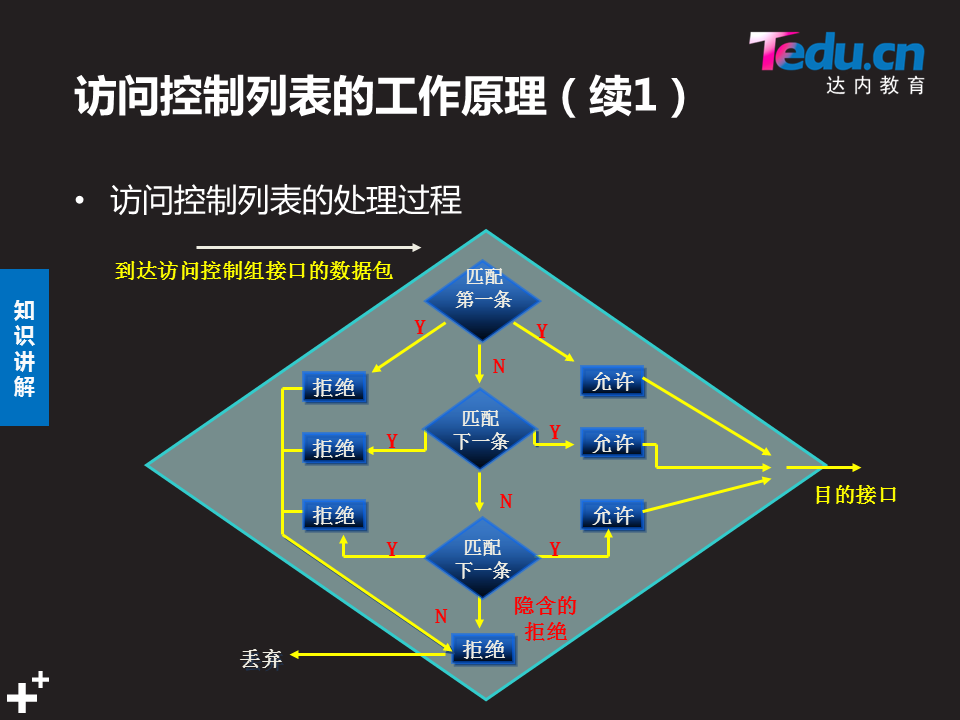 Tedu.cn
达内教育
访问控制列表的工作原理（续1）
• 访问控制列表的处理过程
到达访问控制组接口的数据包
知
识
讲
解
匹配
第一条
Y
Y
N
拒绝
允许
匹配
下一条
Y
Y
拒绝
允许
N
拒绝
允许
匹配
下一条
Y
Y
目的接口
N
隐含的
拒绝
拒绝
丢弃